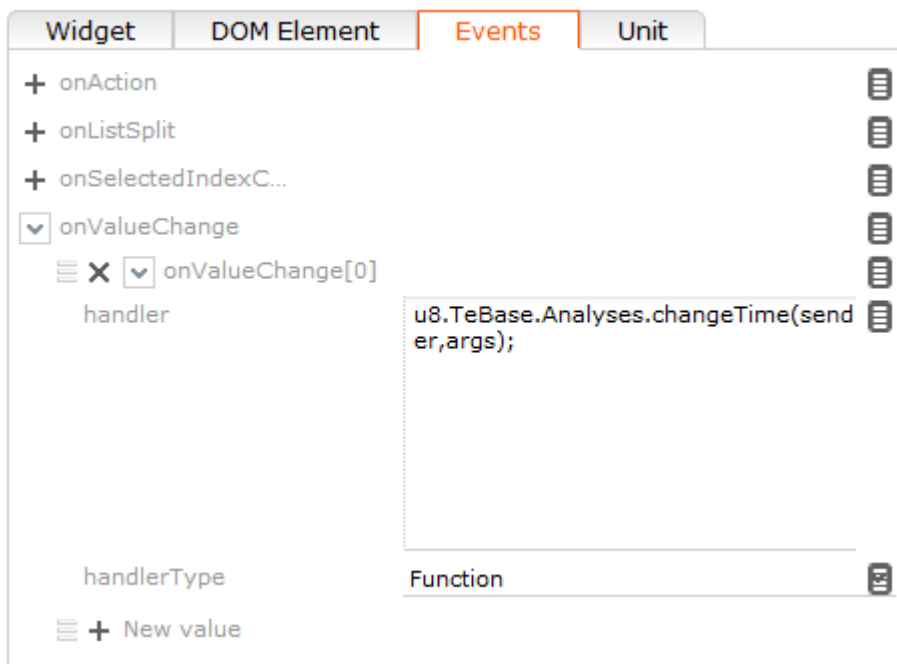 Widget DOM Element Events Unit
onAction
onListSplit
onSelectedIndexC...
onValueChange
onValueChange[0]
handler u8.TeBase.Analyses.changeTime(send
er,args);
handlerType Function
New value